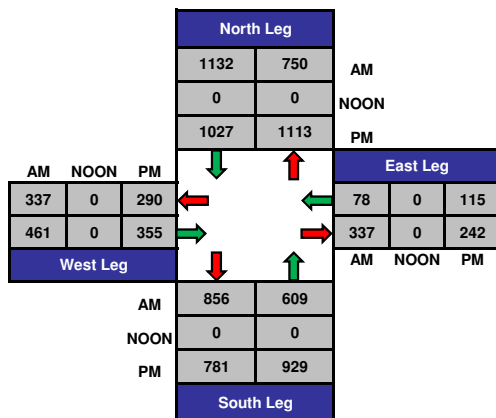 North Leg
1132 750 AM
0 0 NOON
1027 1113 PM
AM NOON PM East Leg
337 0 290 78 0 115
461 0 355 337 0 242
West Leg AM NOON PM
AM 856 609
NOON 0 0
PM 781 929
South Leg